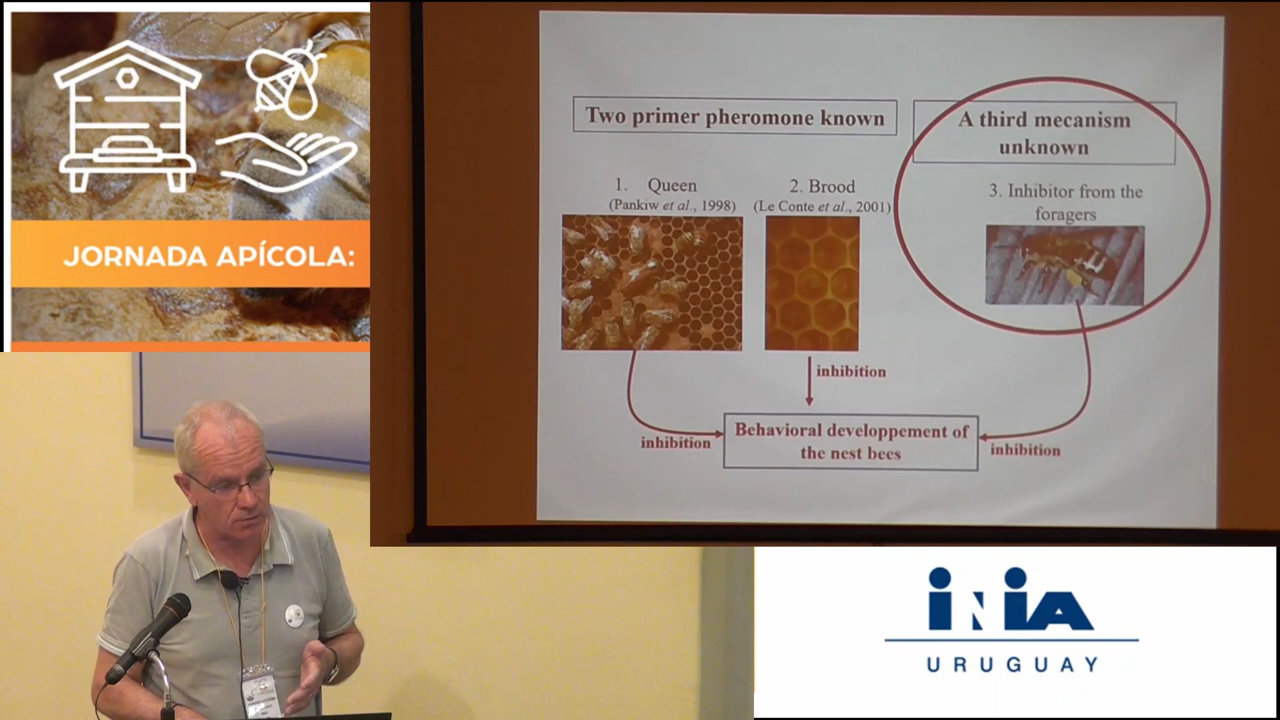 JORNADA APÍCOLA:
Two primer pheromone known
A third mecanism
unknown
1. Queen
(Pankiw et al., 1998)
2. Brood
(Le Conte et al., 2001)
3. Inhibitor from the
foragers
inhibition
inhibition
Behavioral developpement of
the nest bees
inhibition
INIA
URUGUAY